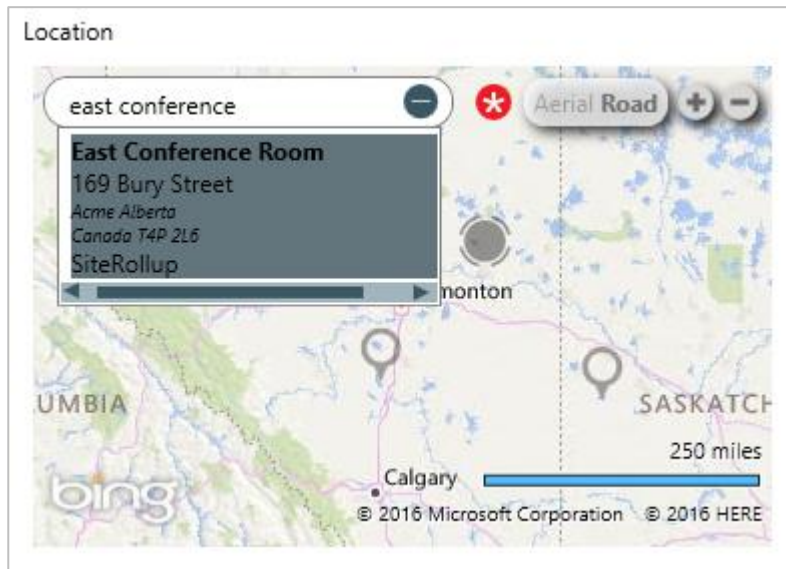 Location
east conference
Aerial Road
East Conference Room
169 Bury Street
Acme Alberta
Canada T4P 2L6
SiteRollup
monton
UMBIA
SASKATCH
250 miles
Calgary
bing
© 2016 Microsoft Corporation © 2016 HERE